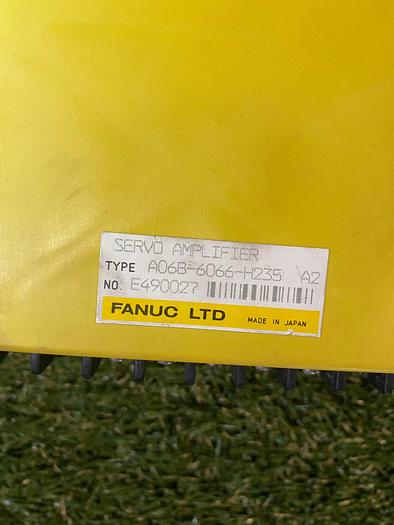 SERVO AMPLIFIER
TYPE A06B-6066-H235 A2
NO. E490027
FANUC LTD MADE IN JAPAN